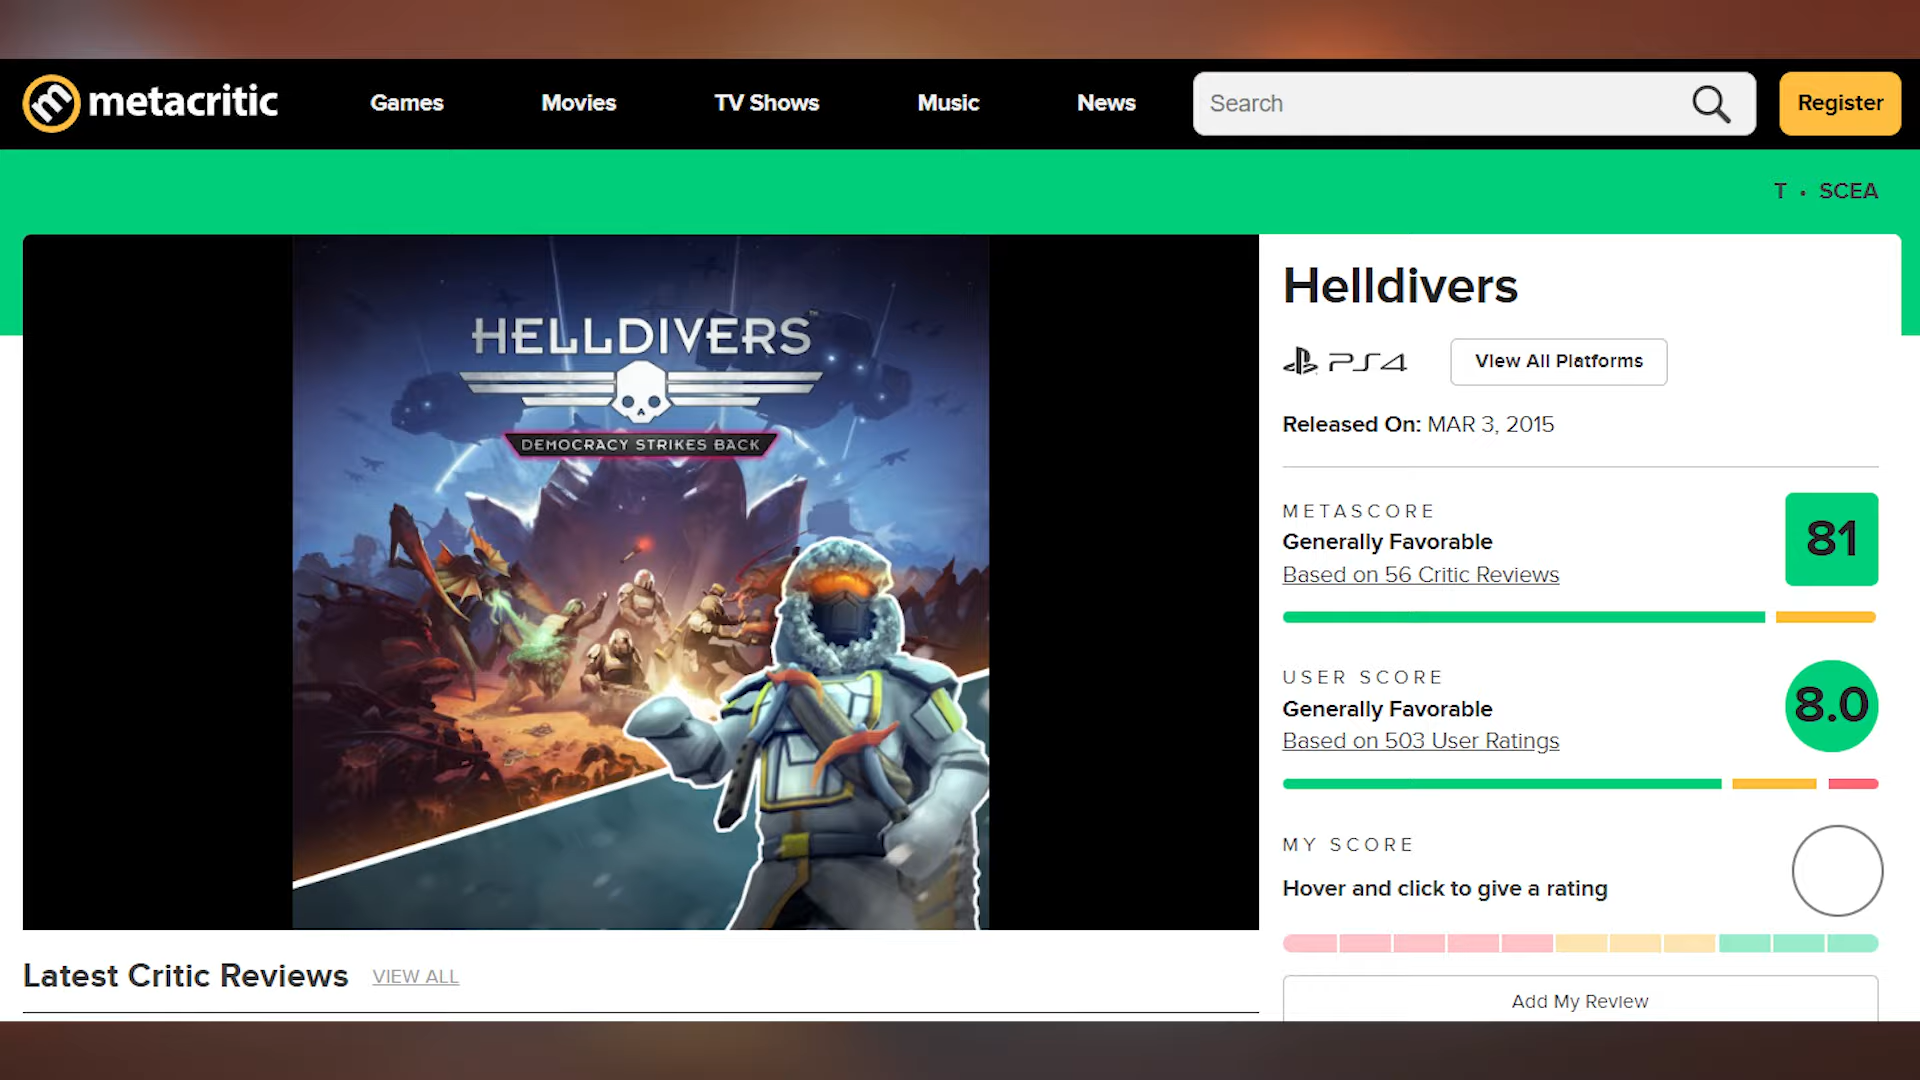 metacritic
Games
Movies
TV Shows
Music
News
Search
Register
T • SCEA
HELLDIVERS™
DEMOCRACY STRIKES BACK
Helldivers
PS4
View All Platforms
Released On: MAR 3, 2015
METASCORE
Generally Favorable
Based on 56 Critic Reviews
81
USER SCORE
Generally Favorable
Based on 503 User Ratings
8.0
MY SCORE
Hover and click to give a rating
Add My Review
Latest Critic Reviews
VIEW ALL